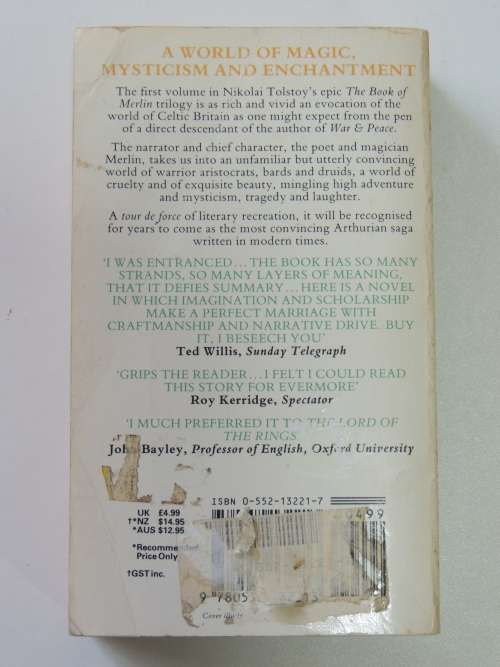 A WORLD OF MAGIC,
MYSTICISM AND ENCHANTMENT
The first volume in Nikolai Tolstoy's epic The Book of
Merlin trilogy is as rich and vivid an evocation of the
world of Celtic Britain as one might expect from the pen
of a direct descendant of the author of War & Peace.
The narrator and chief character, the poet and magician
Merlin, takes us into an unfamiliar but utterly convincing
world of warrior aristocrats, bards and druids, a world of
cruelty and of exquisite beauty, mingling high adventure
and mysticism, tragedy and laughter.
A tour de force of literary recreation, it will be recognised
for years to come as the most convincing Arthurian saga
written in modern times.
'I WAS ENTRANCED...THE BOOK HAS SO MANY
STRANDS, SO MANY LAYERS OF MEANING,
THAT IT DEFIES SUMMARY...HERE IS A NOVEL
IN WHICH IMAGINATION AND SCHOLARSHIP
MAKE A PERFECT MARRIAGE WITH
CRAFTMANSHIP AND NARRATIVE DRIVE. BUY
IT, I BESEECH YOU'
Ted Willis, Sunday Telegraph
'GRIPS THE READER...I FELT I COULD READ
THIS STORY FOR EVERMORE'
Roy Kerridge, Spectator
'I MUCH PREFERRED IT TO THE LORD OF
THE RINGS'
John Bayley, Professor of English, Oxford University
ISBN 0-552-13221-7
UK £4.99
†*NZ $14.95
*AUS $12.95
*Recommended
Price Only
†GST inc.